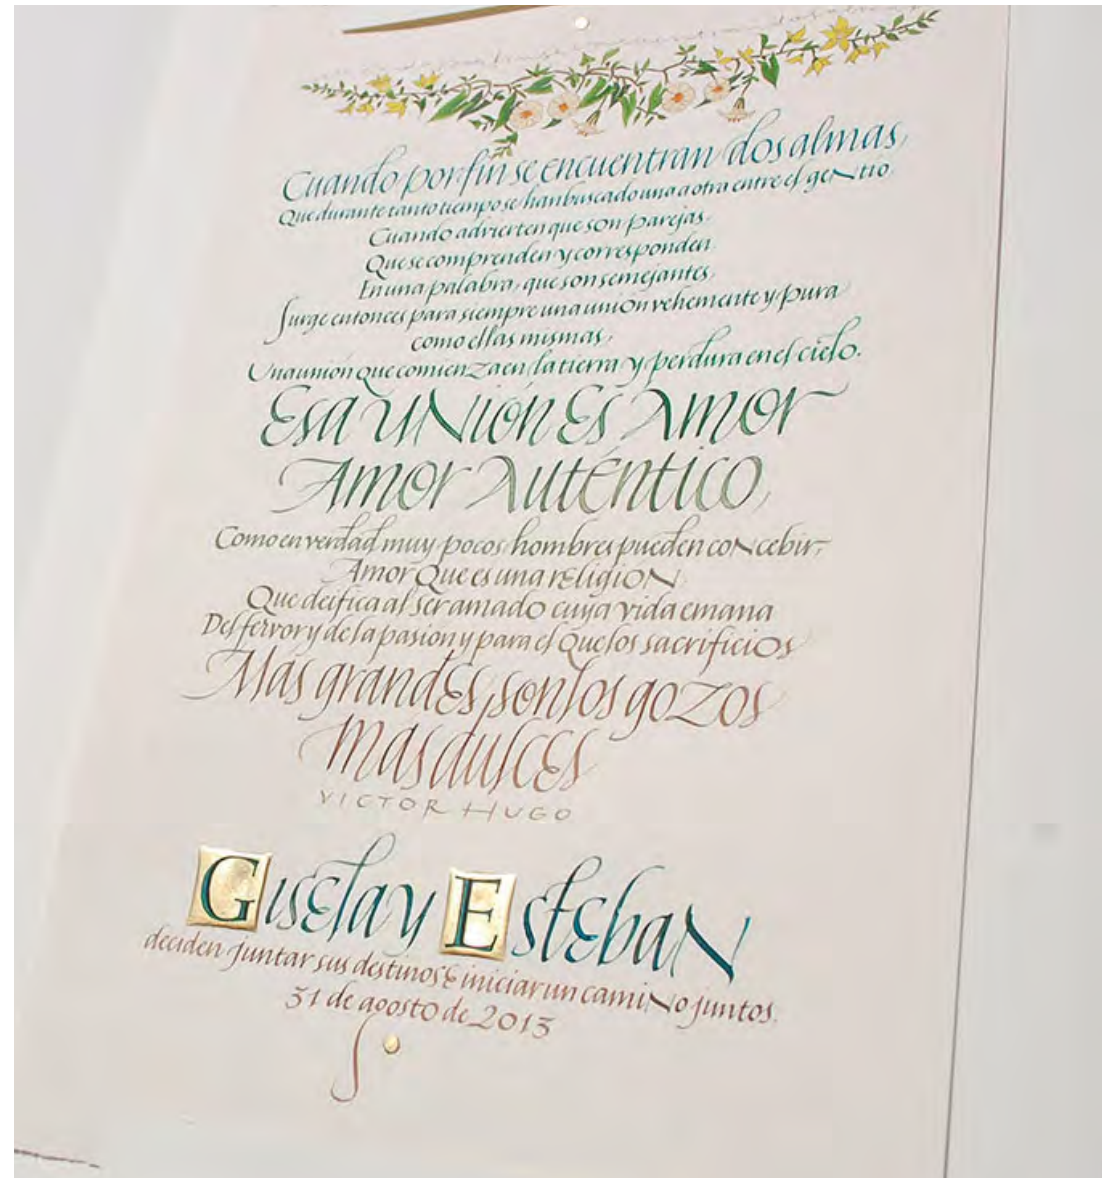 Cuando por fin se encuentran dos almas,
Que durante tanto tiempo se han buscado una a otra entre el gentío
Cuando advierten que son parejas
Que se comprenden y corresponden
En una palabra, que son semejantes,
Surge entonces para siempre una unión vehemente y pura
como ellas mismas,
Una unión que comienza en la tierra y perdura en el cielo.
Esa Unión Es Amor
Amor Auténtico,
Como en verdad muy pocos hombres pueden concebir,
Amor Que es una religión
Que deifica al ser amado cuya vida emana
Del fervor y de la pasión y para el Que los sacrificios
Mas grandes, son los gozos
mas dulces
VICTOR HUGO
Gisela y Esteban
deciden juntar sus destinos E iniciar un camino juntos.
31 de agosto de 2013